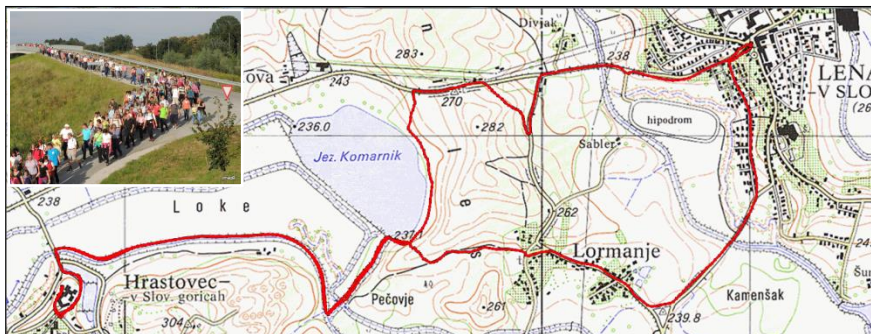 Divjak
283
238
LENA
V SLO
ova
243
270
236.0
282
hipodrom
Jez. Komarnik
Sabler
Loke
238
237
262
Lormanje
Hrastovec
v Slov. goricah
Pečovje
261
Kamenšak
304
239.8